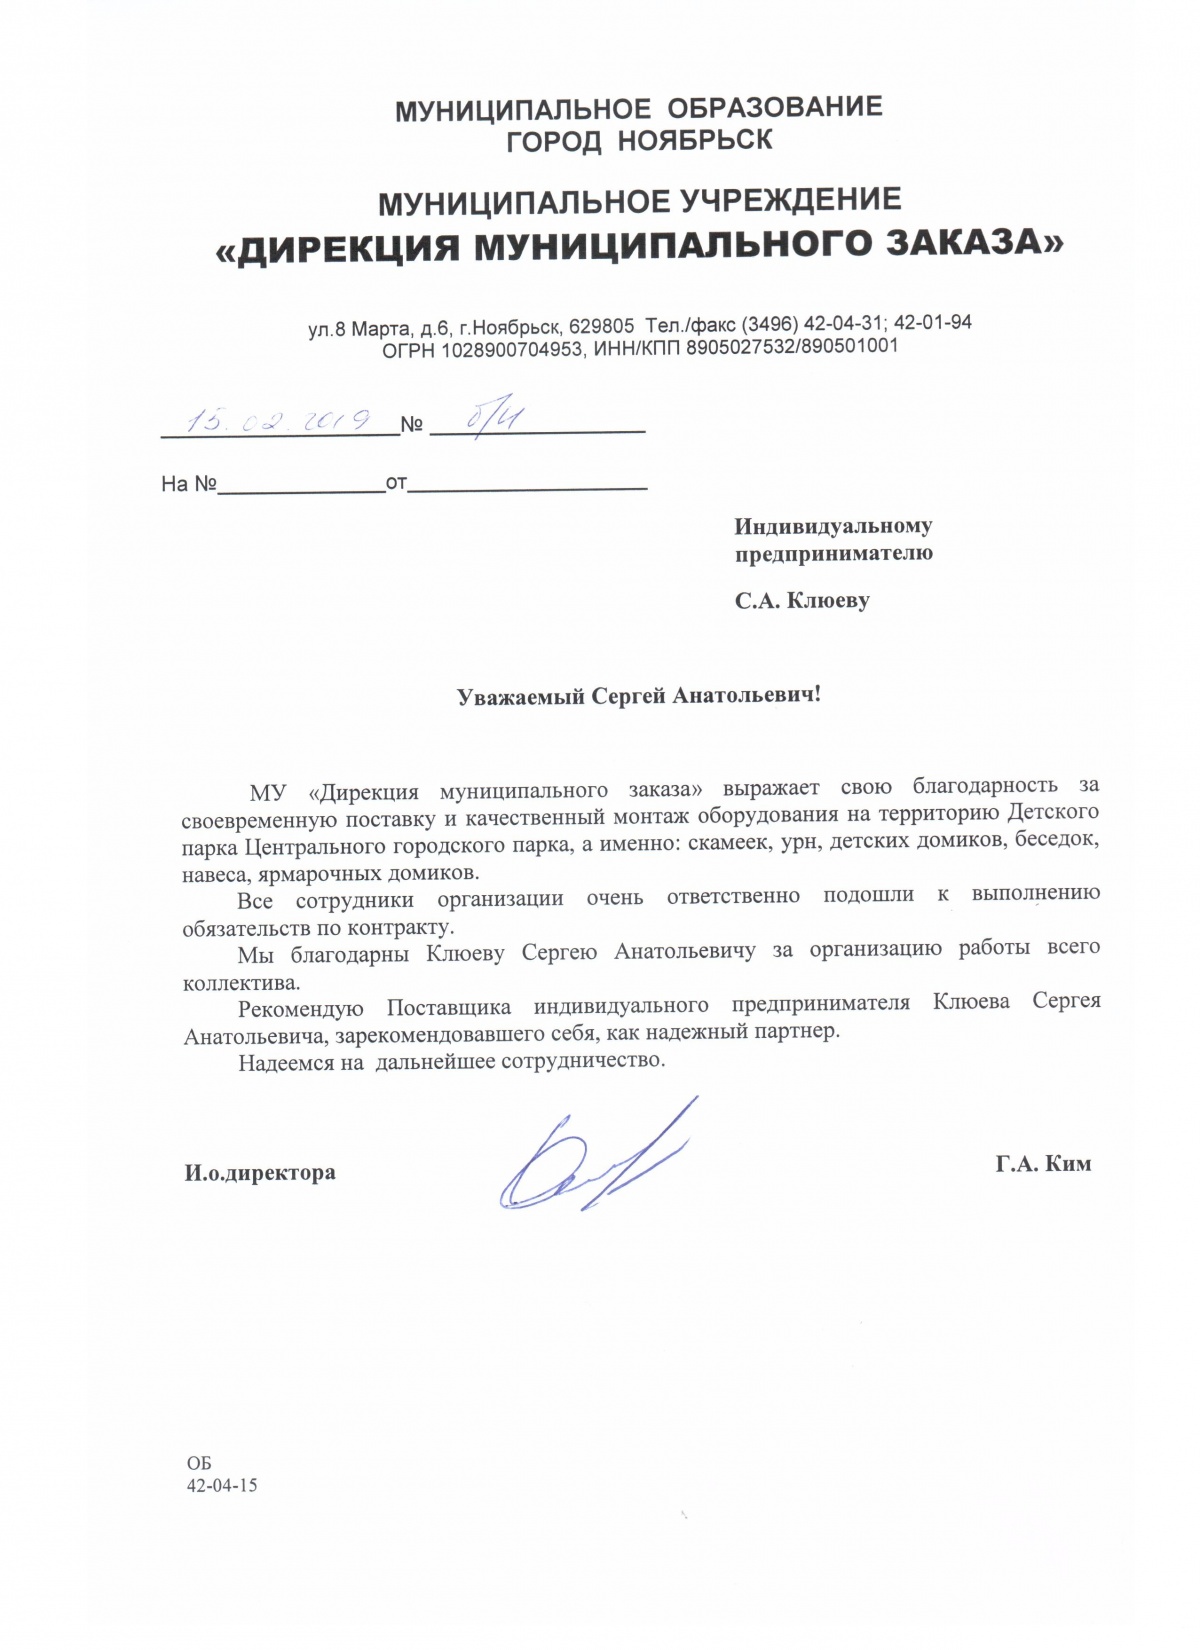 МУНИЦИПАЛЬНОЕ ОБРАЗОВАНИЕ
ГОРОД НОЯБРЬСК
МУНИЦИПАЛЬНОЕ УЧРЕЖДЕНИЕ
«ДИРЕКЦИЯ МУНИЦИПАЛЬНОГО ЗАКАЗА»
ул.8 Марта, д.6, г.Ноябрьск, 629805 Тел./факс (3496) 42-04-31; 42-01-94
ОГРН 1028900704953, ИНН/КПП 8905027532/890501001
15.02.2019 № б/н
На №______________от____________________
Индивидуальному
предпринимателю
С.А. Клюеву
Уважаемый Сергей Анатольевич!
МУ «Дирекция муниципального заказа» выражает свою благодарность за
своевременную поставку и качественный монтаж оборудования на территорию Детского
парка Центрального городского парка, а именно: скамеек, урн, детских домиков, беседок,
навеса, ярмарочных домиков.
Все сотрудники организации очень ответственно подошли к выполнению
обязательств по контракту.
Мы благодарны Клюеву Сергею Анатольевичу за организацию работы всего
коллектива.
Рекомендую Поставщика индивидуального предпринимателя Клюева Сергея
Анатольевича, зарекомендовавшего себя, как надежный партнер.
Надеемся на дальнейшее сотрудничество.
И.о.директора Г.А. Ким
ОБ
42-04-15